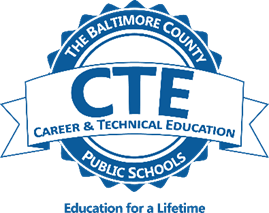 THE BALTIMORE COUNTY
CTE
CAREER & TECHNICAL EDUCATION
PUBLIC SCHOOLS
Education for a Lifetime